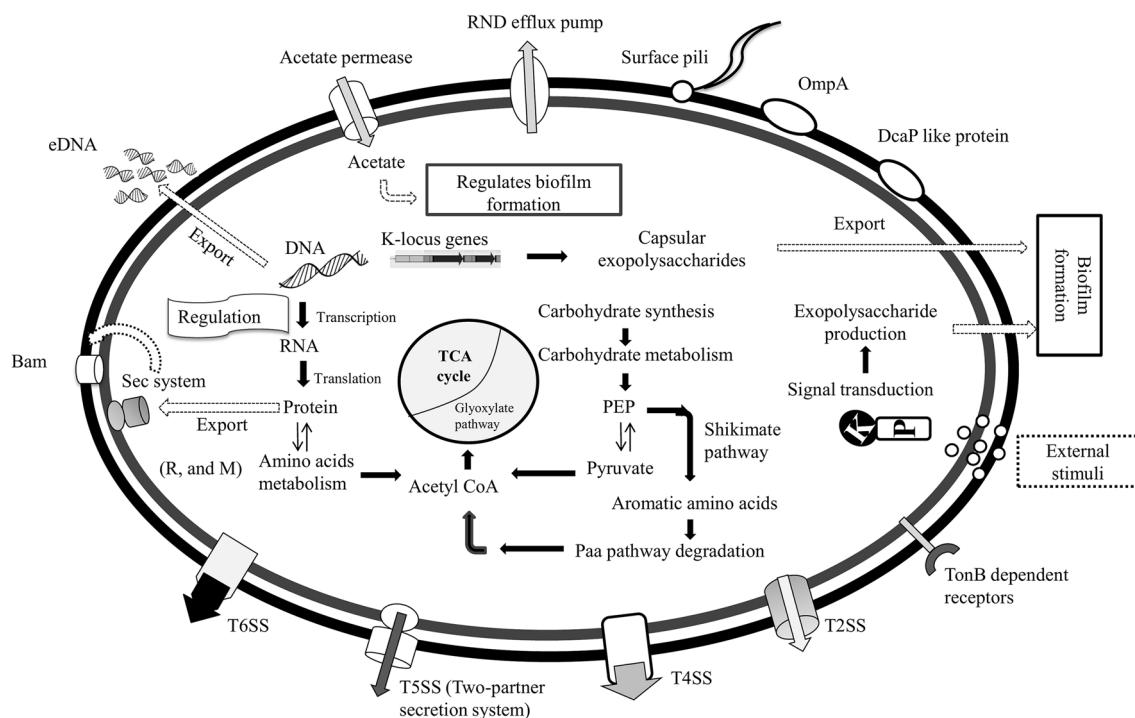 RND efflux pump
Surface pili
Acetate permease
OmpA
eDNA
DcaP like protein
Acetate
Regulates biofilm
formation
Export
Export
DNA
K-locus genes
Capsular
exopolysaccharides
Biofilm
formation
Regulation
Transcription
Carbohydrate synthesis
Exopolysaccharide
production
RNA
TCA
cycle
Carbohydrate metabolism
Bam
Sec system
Translation
Signal transduction
Glyoxylate
pathway
Protein
PEP
Export
Shikimate
pathway
K
P
(R, and M)
Amino acids
metabolism
Acetyl CoA
Pyruvate
External
stimuli
Aromatic amino acids
Paa pathway degradation
TonB dependent
receptors
T6SS
T2SS
T5SS (Two-partner
secretion system)
T4SS